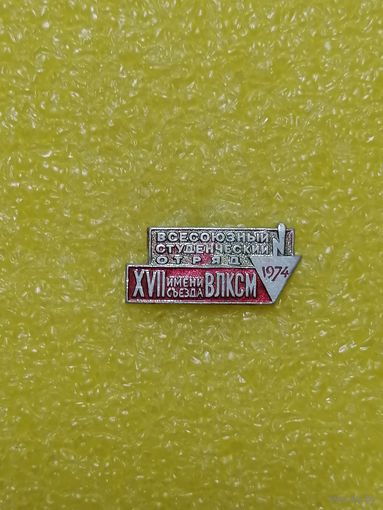 ВСЕСОЮЗНЫЙ
СТУДЕНЧЕСКИЙ
ОТРЯД
1974
XVII ИМЕНИ СЪЕЗДА ВЛКСМ